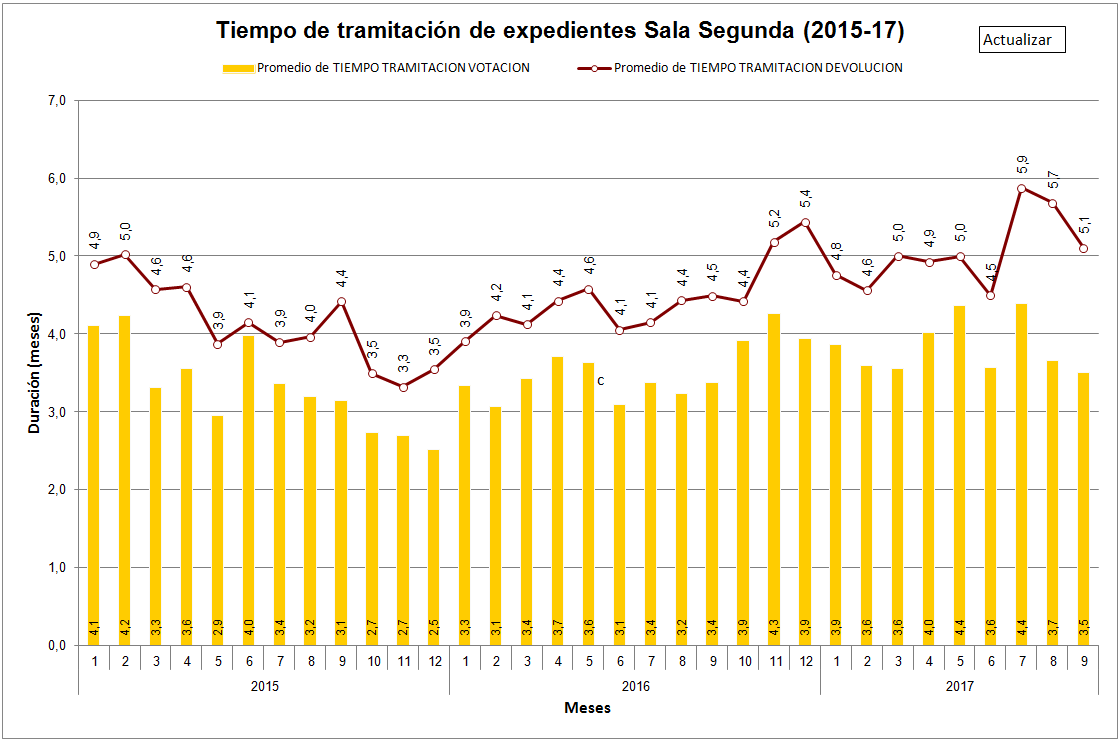 Tiempo de tramitación de expedientes Sala Segunda (2015-17)
Actualizar
Promedio de TIEMPO TRAMITACION VOTACION Promedio de TIEMPO TRAMITACION DEVOLUCION
7,0
6,0
5,0
4,0
3,0
2,0
1,0
0,0
Duración (meses)
4,9 5,0 4,6 4,6 3,9 4,1 3,9 4,0 4,4 3,5 3,3 3,5 3,9 4,2 4,1 4,4 4,6 4,1 4,1 4,4 4,5 4,4 5,2 5,4 4,8 4,6 5,0 4,9 5,0 4,5 5,9 5,7 5,1
c
4,1 4,2 3,3 3,6 2,9 4,0 3,4 3,2 3,1 2,7 2,7 2,5 3,3 3,1 3,4 3,7 3,6 3,1 3,4 3,2 3,4 3,9 4,3 3,9 3,9 3,6 3,6 4,0 4,4 3,6 4,4 3,7 3,5
1 2 3 4 5 6 7 8 9 10 11 12 1 2 3 4 5 6 7 8 9 10 11 12 1 2 3 4 5 6 7 8 9
2015 2016 2017
Meses